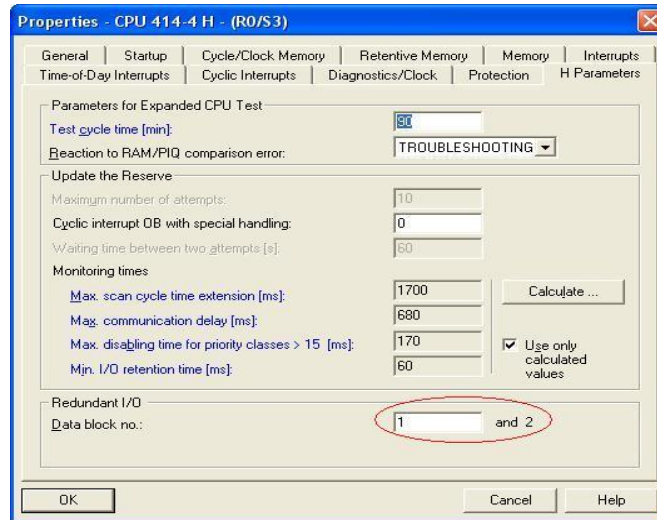 Properties - CPU 414-4 H - (R0/S3)
General Startup Cycle/Clock Memory Retentive Memory Memory Interrupts
Time-of-Day Interrupts Cyclic Interrupts Diagnostics/Clock Protection H Parameters
Parameters for Expanded CPU Test
Test cycle time [min]: 90
Reaction to RAM/PIQ comparison error: TROUBLESHOOTING
Update the Reserve
Maximum number of attempts: 10
Cyclic interrupt OB with special handling: 0
Waiting time between two attempts [s]: 60
Monitoring times
Max. scan cycle time extension [ms]: 1700 Calculate ...
Max. communication delay [ms]: 680
Max. disabling time for priority classes > 15 [ms]: 170 Use only
calculated
values
Min. I/O retention time [ms]: 60
Redundant I/O
Data block no.: 1 and 2
OK Cancel Help